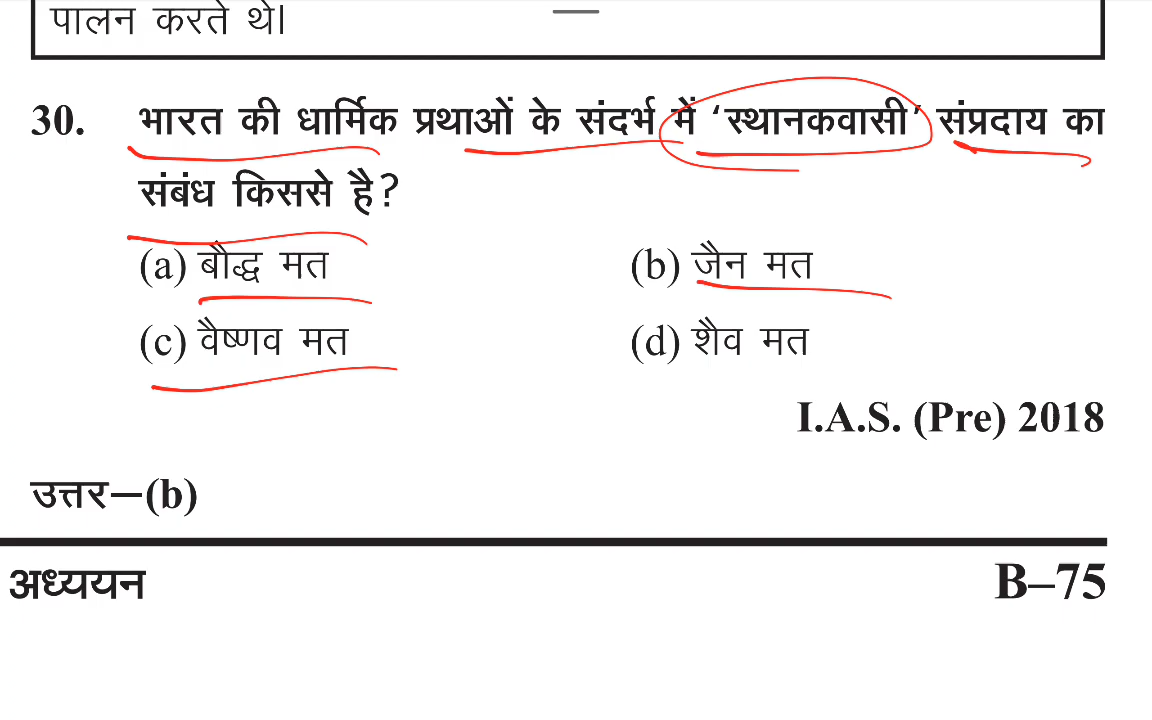 पालन करते थे।
30. भारत की धार्मिक प्रथाओं के संदर्भ में ‘स्थानकवासी’ संप्रदाय का
संबंध किससे है?
(a) बौद्ध मत (b) जैन मत
(c) वैष्णव मत (d) शैव मत
I.A.S. (Pre) 2018
उत्तर—(b)
अध्ययन B–75